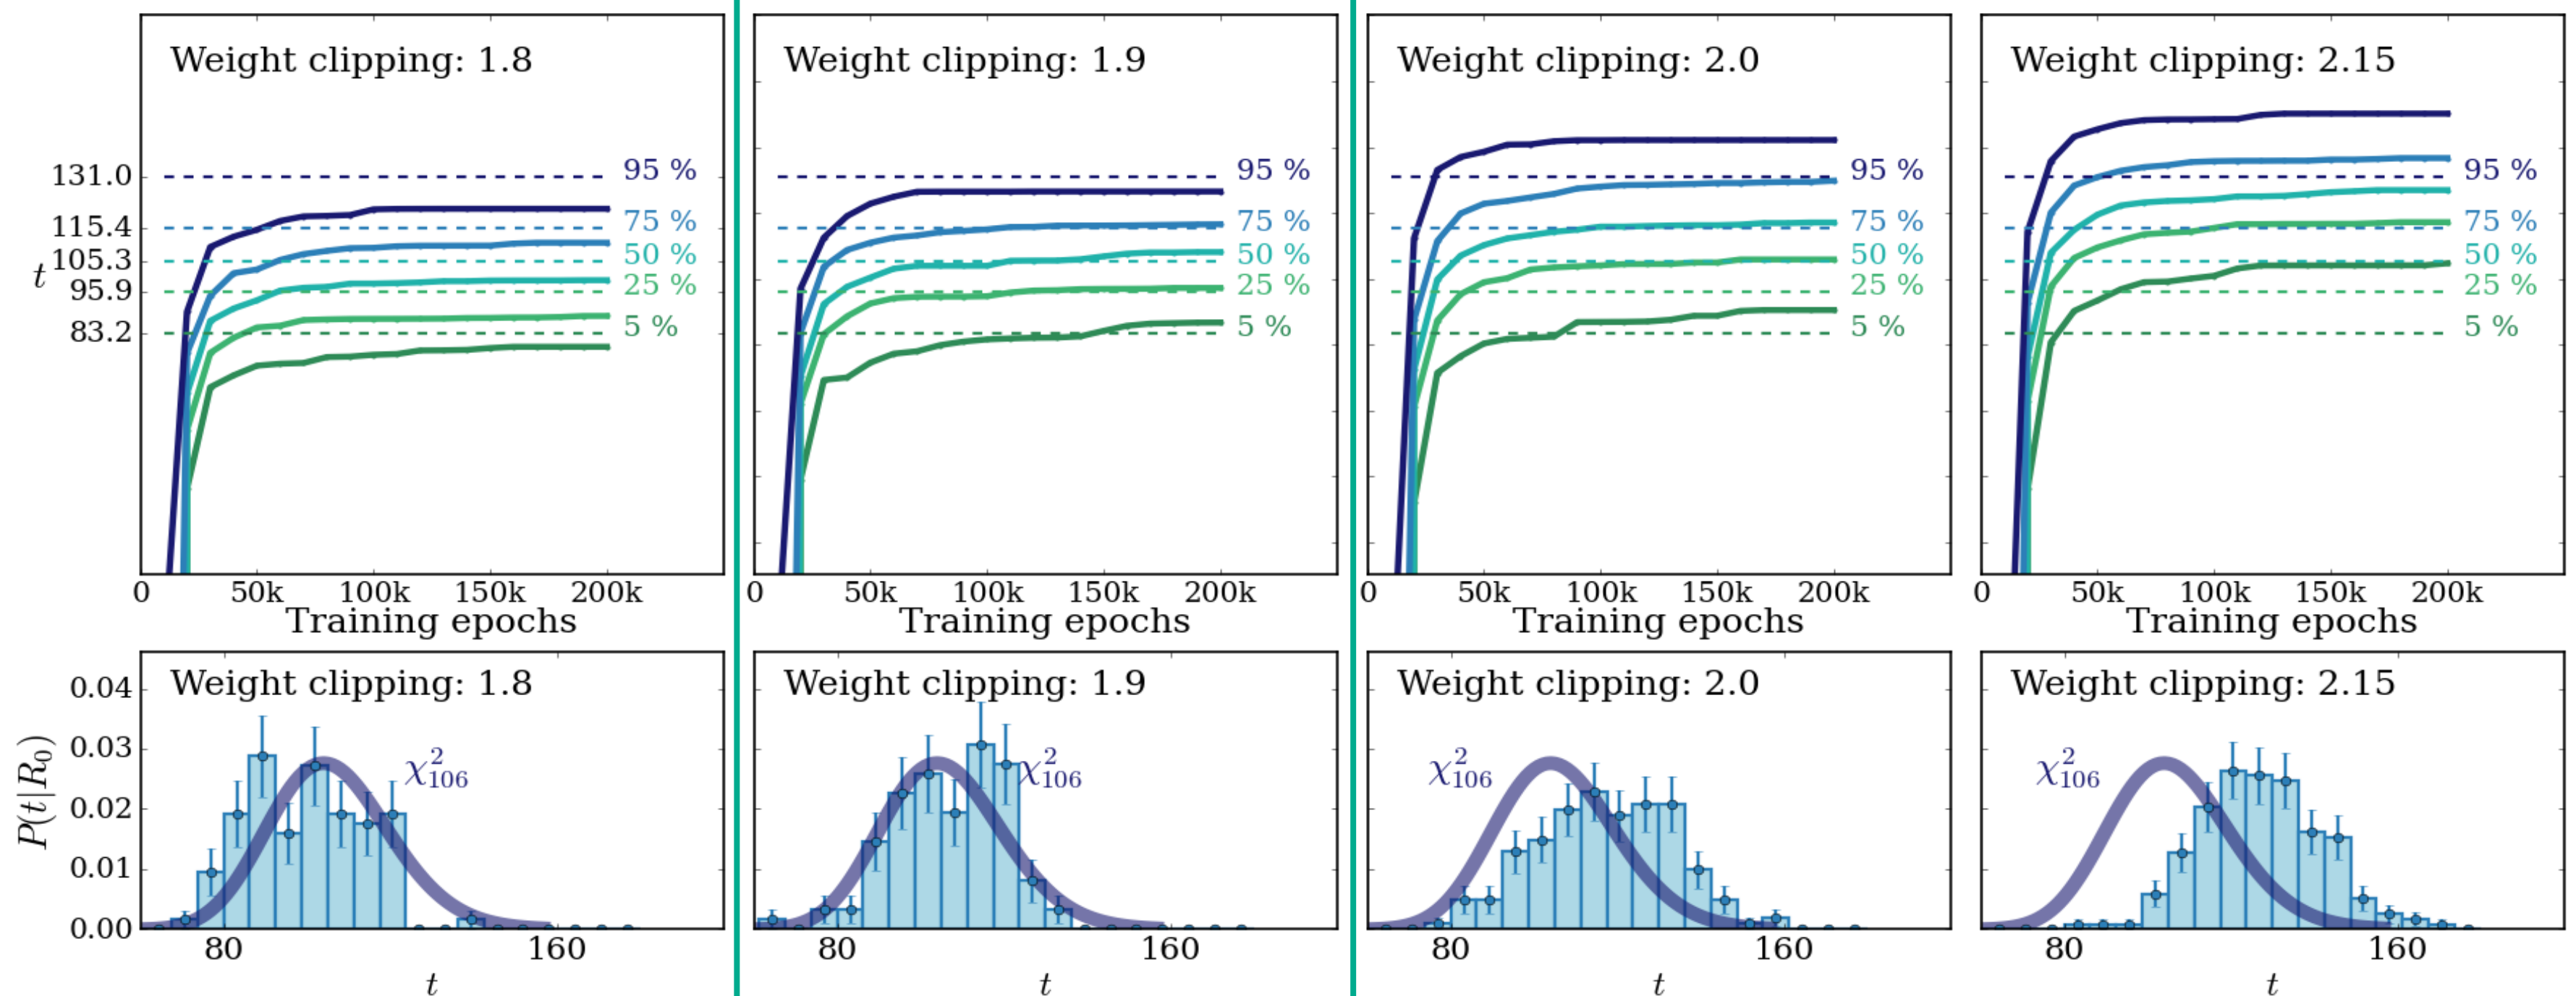 Weight clipping: 1.8
Weight clipping: 1.9
Weight clipping: 2.0
Weight clipping: 2.15
131.0
115.4
105.3
95.9
83.2
t
95 %
75 %
50 %
25 %
5 %
95 %
75 %
50 %
25 %
5 %
95 %
75 %
50 %
25 %
5 %
95 %
75 %
50 %
25 %
5 %
0 50k 100k 150k 200k
0 50k 100k 150k 200k
0 50k 100k 150k 200k
0 50k 100k 150k 200k
Training epochs
Training epochs
Training epochs
Training epochs
Weight clipping: 1.8
Weight clipping: 1.9
Weight clipping: 2.0
Weight clipping: 2.15
0.04
0.03
0.02
0.01
0.00
P(t|R₀)
χ²₁₀₆
χ²₁₀₆
χ²₁₀₆
χ²₁₀₆
80 160
80 160
80 160
80 160
t
t
t
t